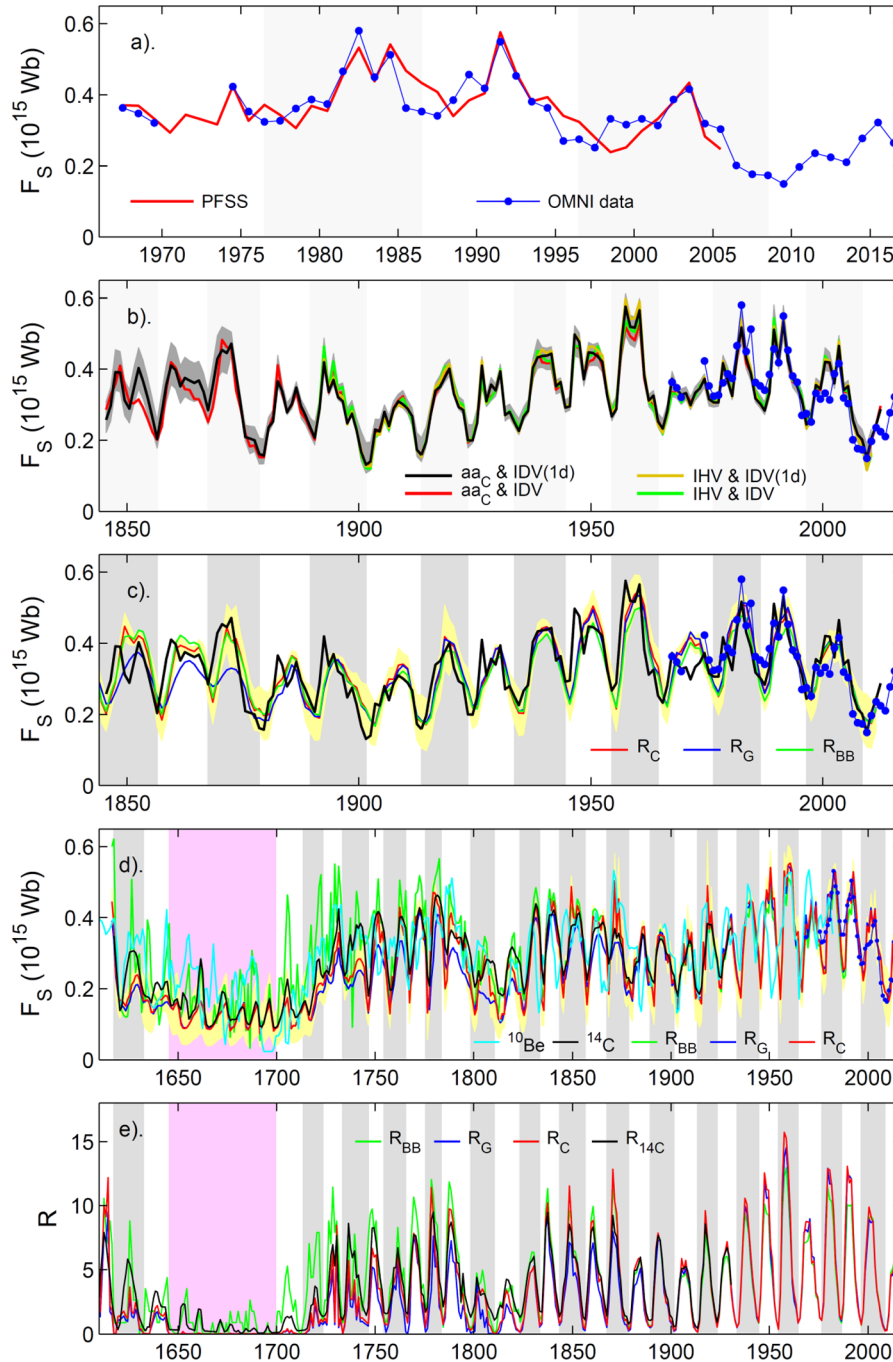 a).
F_S (10^15 Wb)
0.6
0.4
0.2
0
PFSS
OMNI data
1970 1975 1980 1985 1990 1995 2000 2005 2010 2015
b).
F_S (10^15 Wb)
0.6
0.4
0.2
0
aa_C & IDV(1d)
IHV & IDV(1d)
aa_C & IDV
IHV & IDV
1850 1900 1950 2000
c).
F_S (10^15 Wb)
0.6
0.4
0.2
0
R_C
R_G
R_BB
1850 1900 1950 2000
d).
F_S (10^15 Wb)
0.6
0.4
0.2
0
^10Be
^14C
R_BB
R_G
R_C
1650 1700 1750 1800 1850 1900 1950 2000
e).
R
15
10
5
0
R_BB
R_G
R_C
R_14C
1650 1700 1750 1800 1850 1900 1950 2000